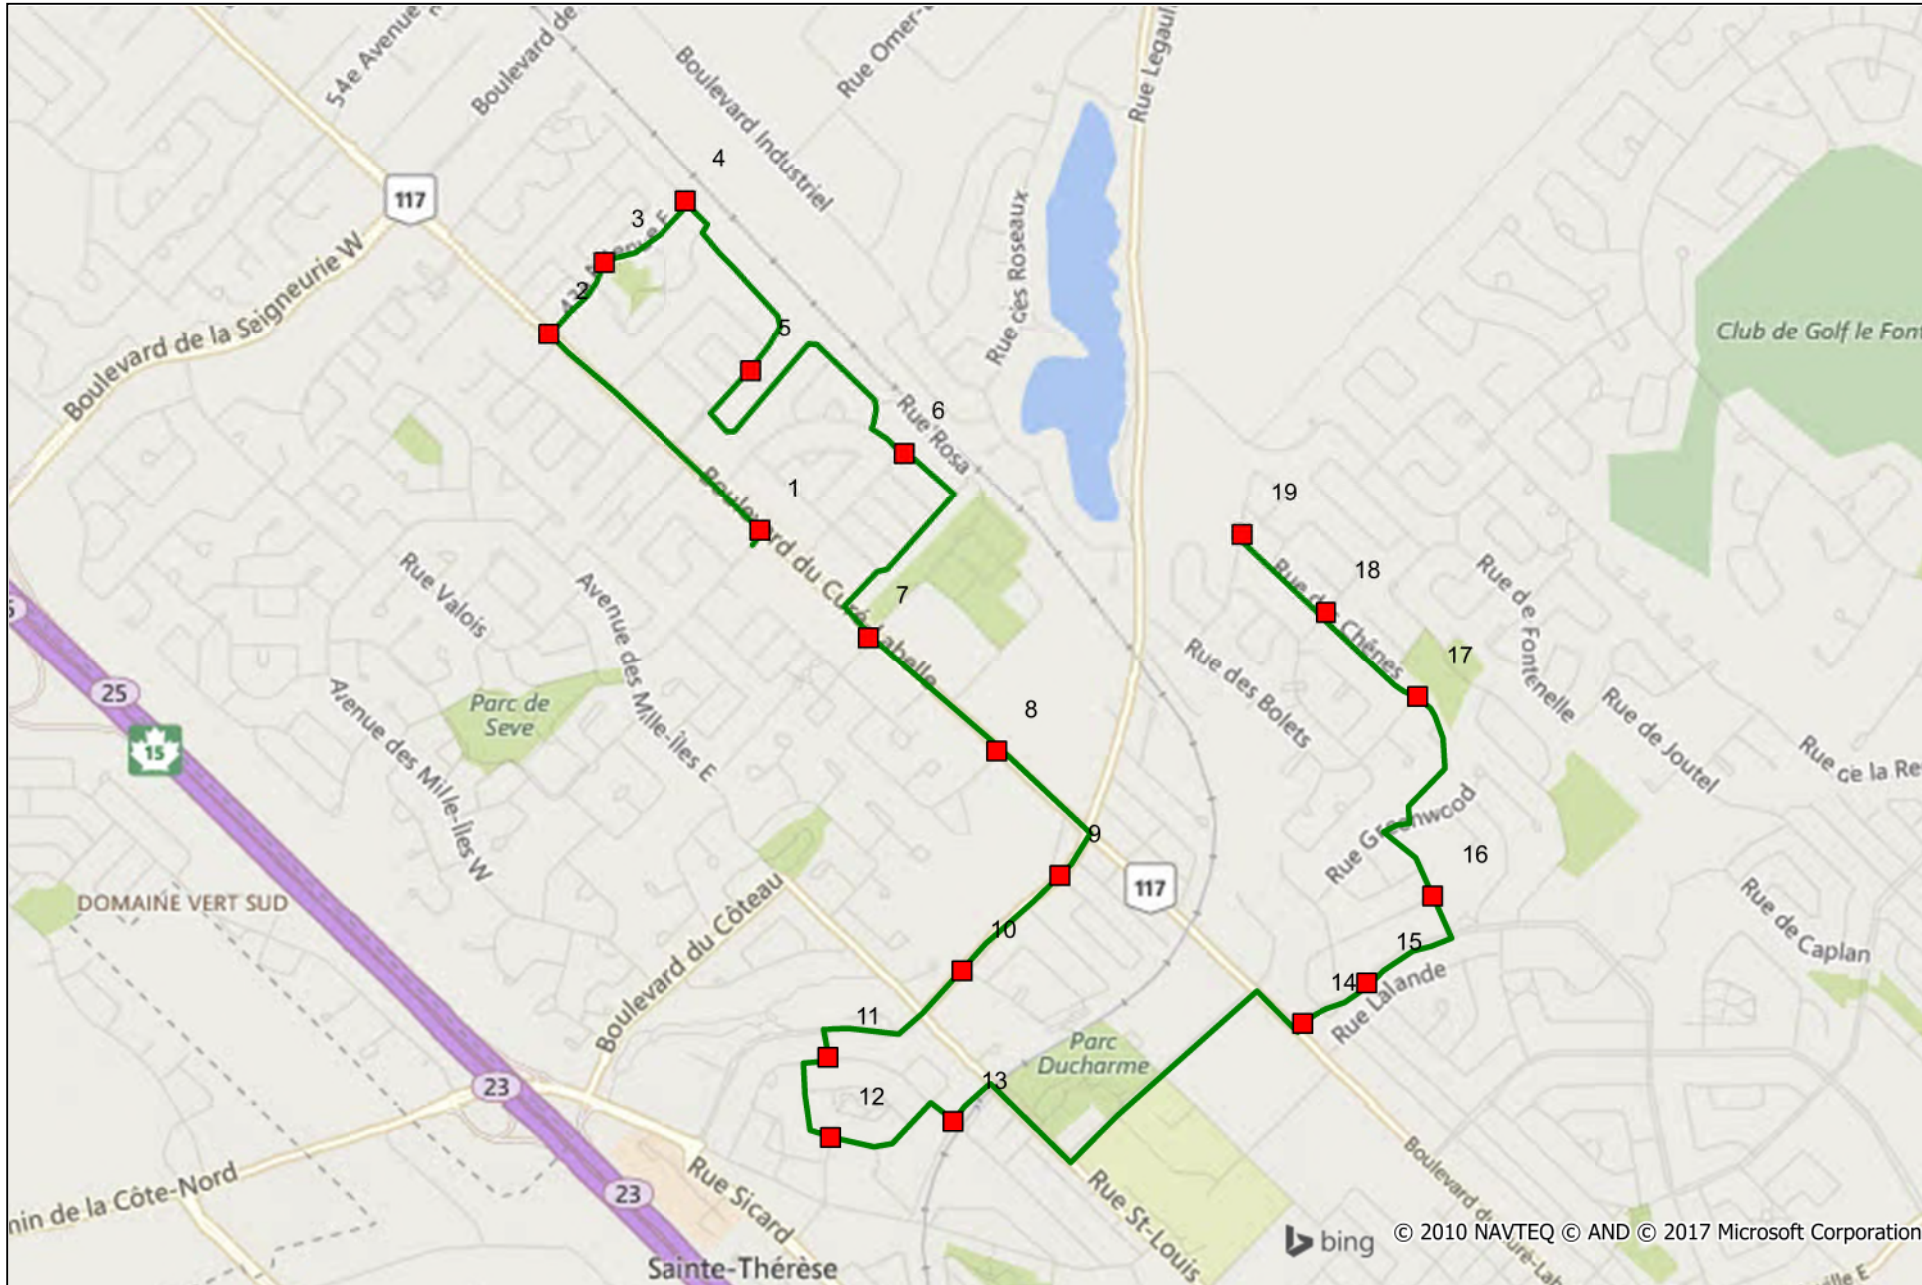 54e Avenue
Boulevard de
Boulevard Industriel
Rue Omer-
Rue Legaul
4
117
3
2
Boulevard de la Seigneurie W
Rue des Roseaux
5
Club de Golf le Font
6
Rue Rosa
1
Boulevard du Curé-Labelle
19
18
Rue des Chênes
Rue de Fontenelle
Rue Valois
Avenue des Mille-Îles E
7
17
Rue des Bolets
25
Parc de
Seve
15
Avenue des Mille-Îles W
8
Rue de Joutel
Rue de la Re
9
Rue Greenwood
16
117
DOMAINE VERT SUD
Boulevard du Côteau
10
15
Rue de Caplan
14
Rue Lalande
11
Parc
Ducharme
23
12
13
Rue Sicard
23
min de la Côte-Nord
Rue St-Louis
Sainte-Thérèse
bing
© 2010 NAVTEQ © AND © 2017 Microsoft Corporation